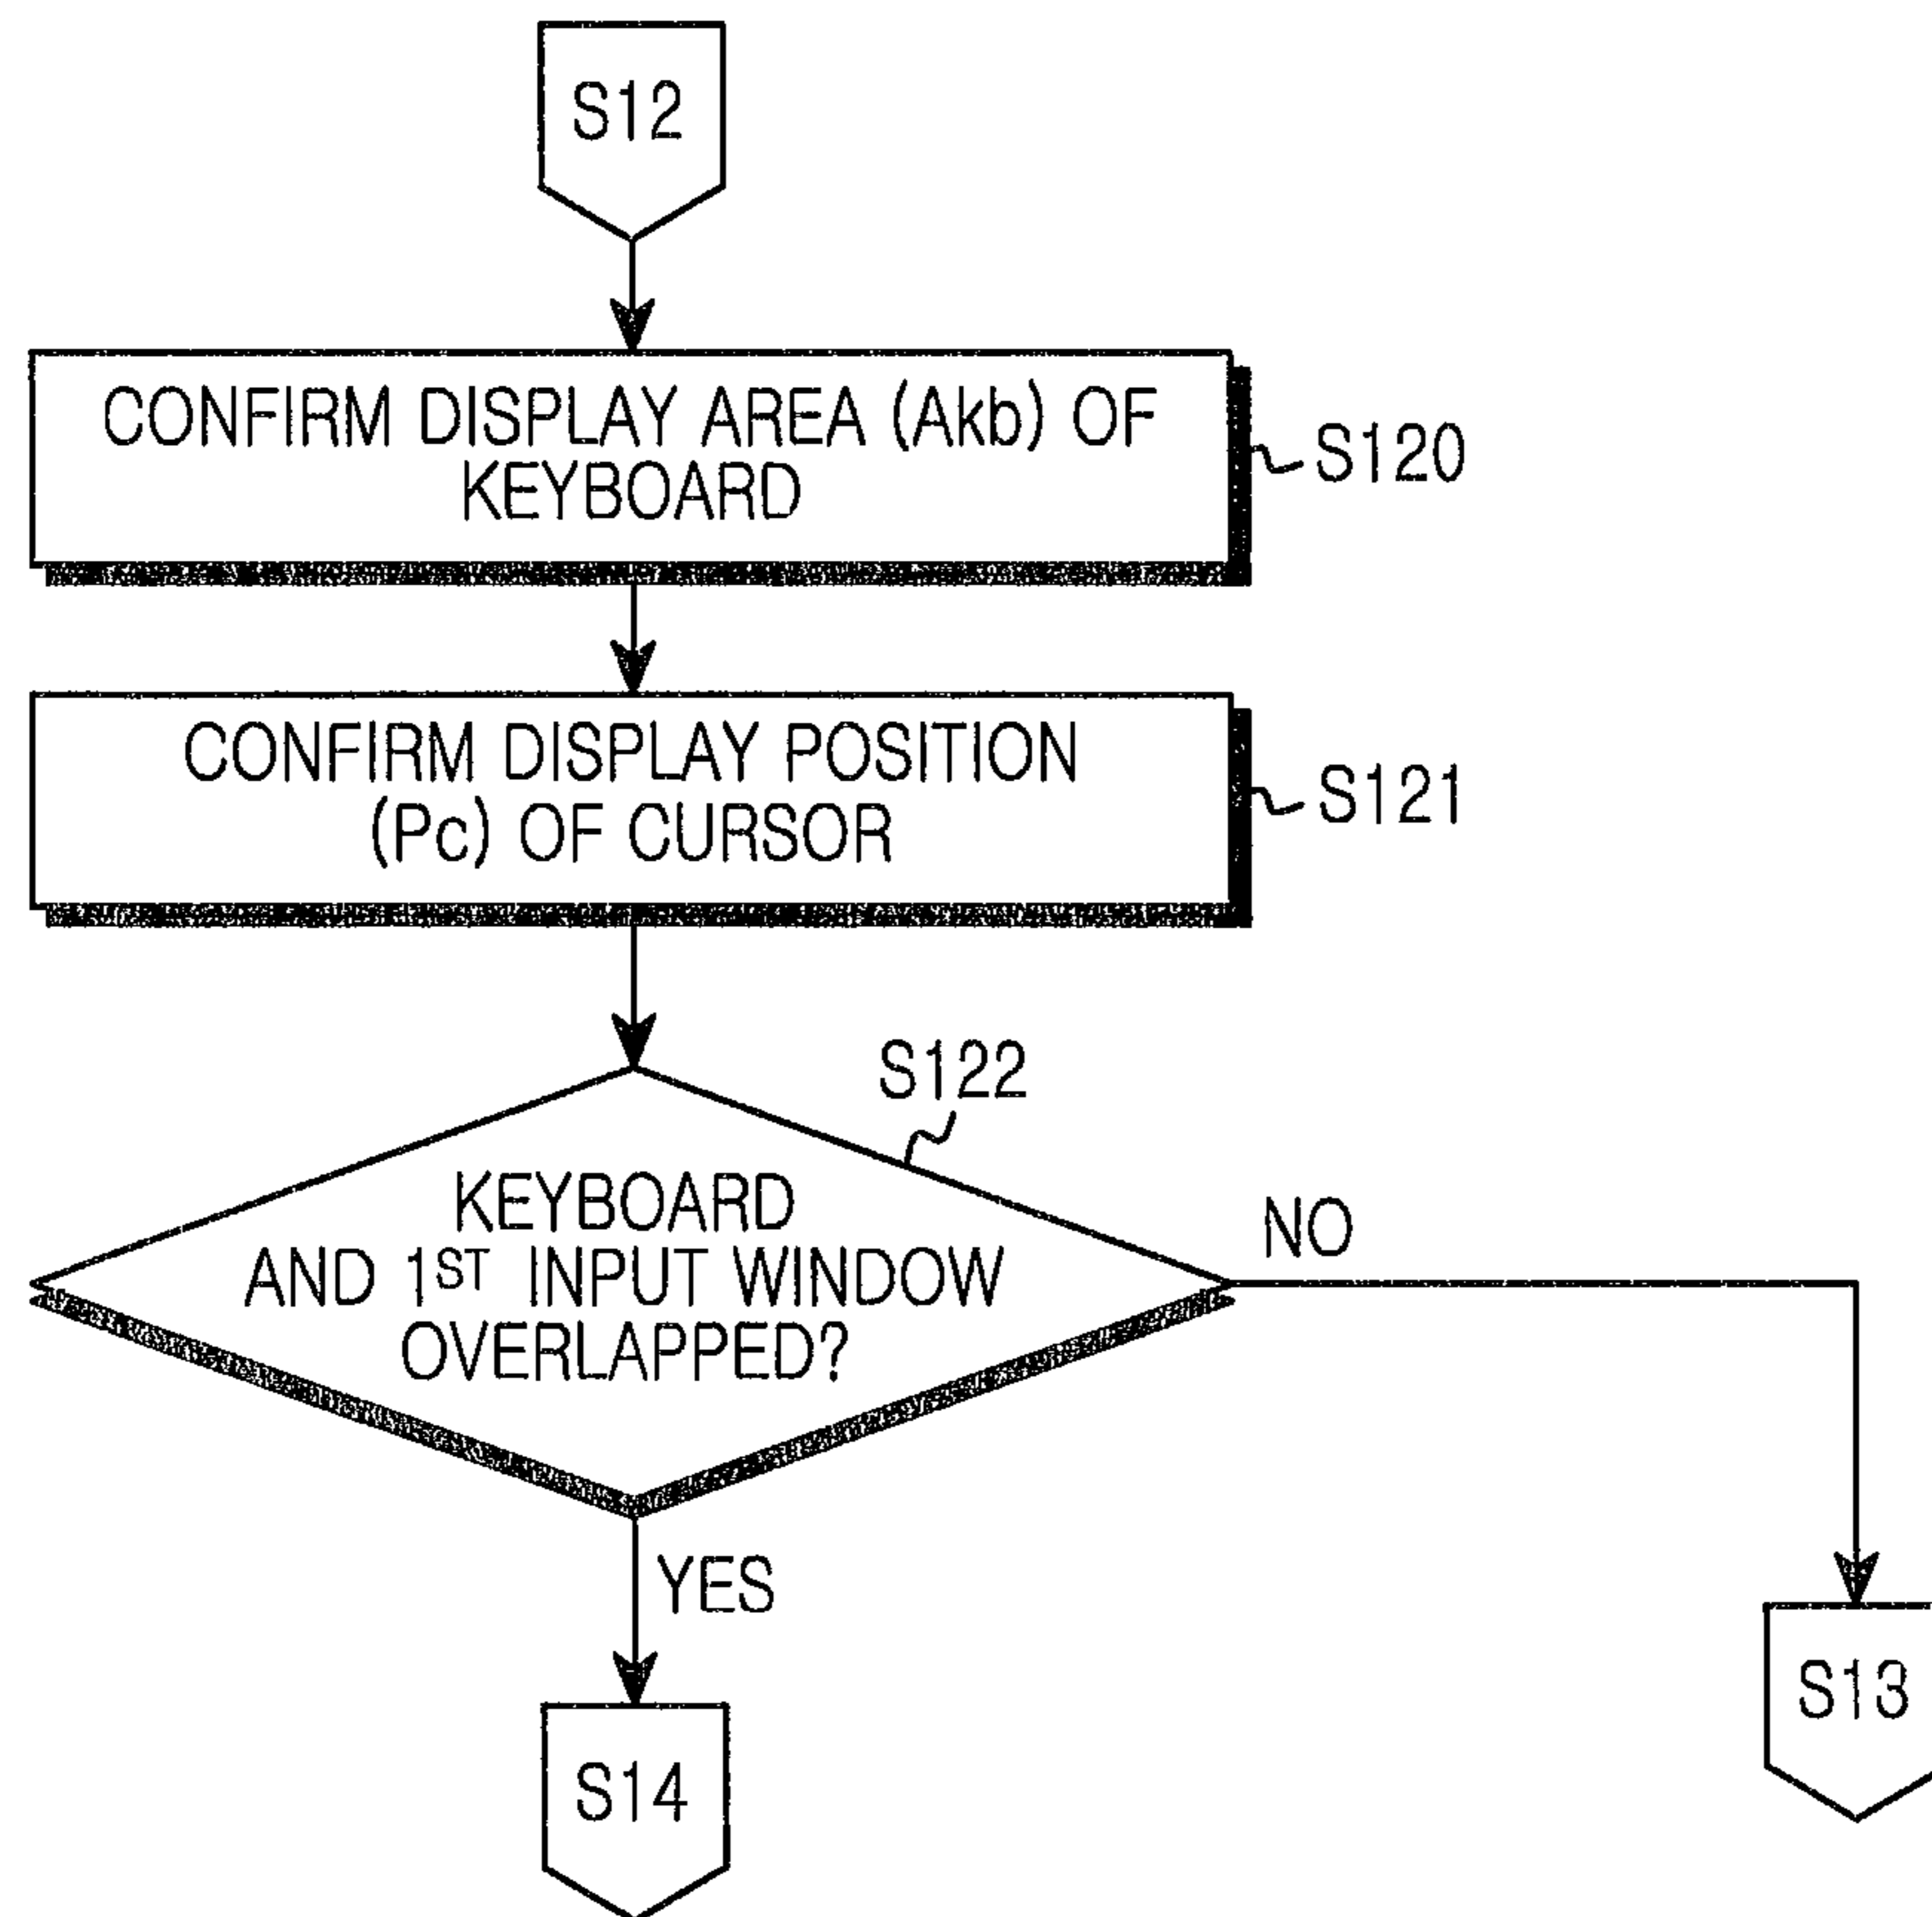 S12
CONFIRM DISPLAY AREA (Akb) OF
KEYBOARD
S120
CONFIRM DISPLAY POSITION
(Pc) OF CURSOR
S121
S122
KEYBOARD
AND 1ST INPUT WINDOW
OVERLAPPED?
NO
YES
S14
S13